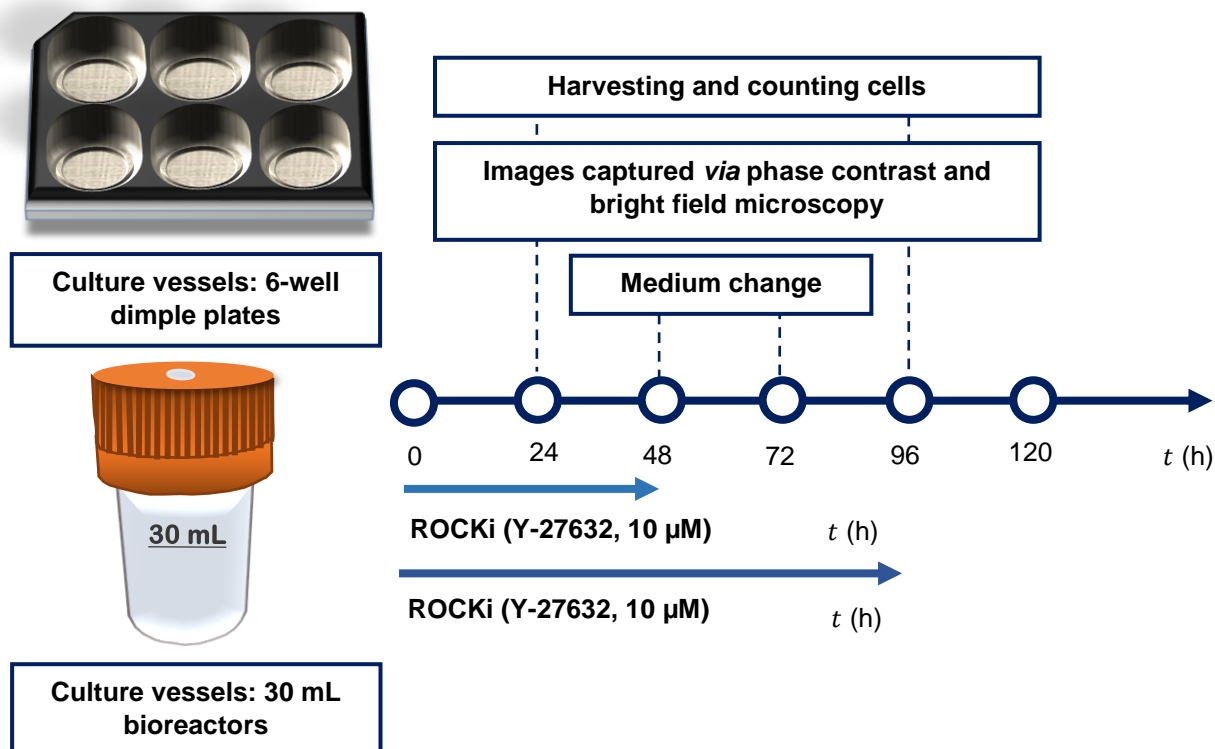 Harvesting and counting cells
Images captured via phase contrast and
bright field microscopy
Medium change
Culture vessels: 6-well
dimple plates
0
24
48
72
96
120
t (h)
ROCKi (Y-27632, 10 µM)
t (h)
ROCKi (Y-27632, 10 µM)
t (h)
30 mL
Culture vessels: 30 mL
bioreactors